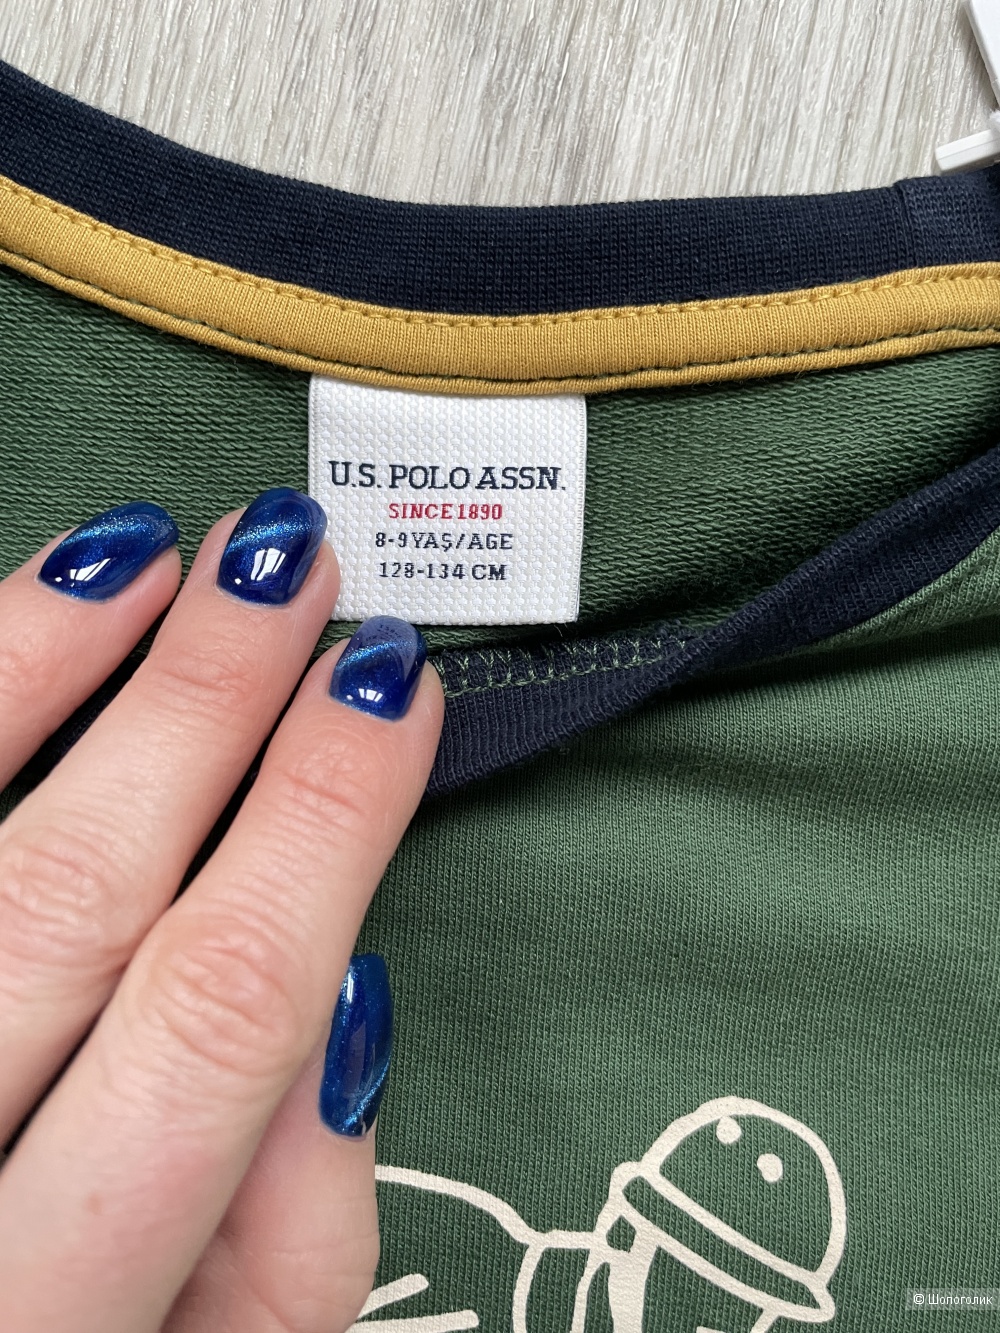 U.S. POLO ASSN.
SINCE 1890
8-9 YAŞ/AGE
128-134 CM
© Шопоголик